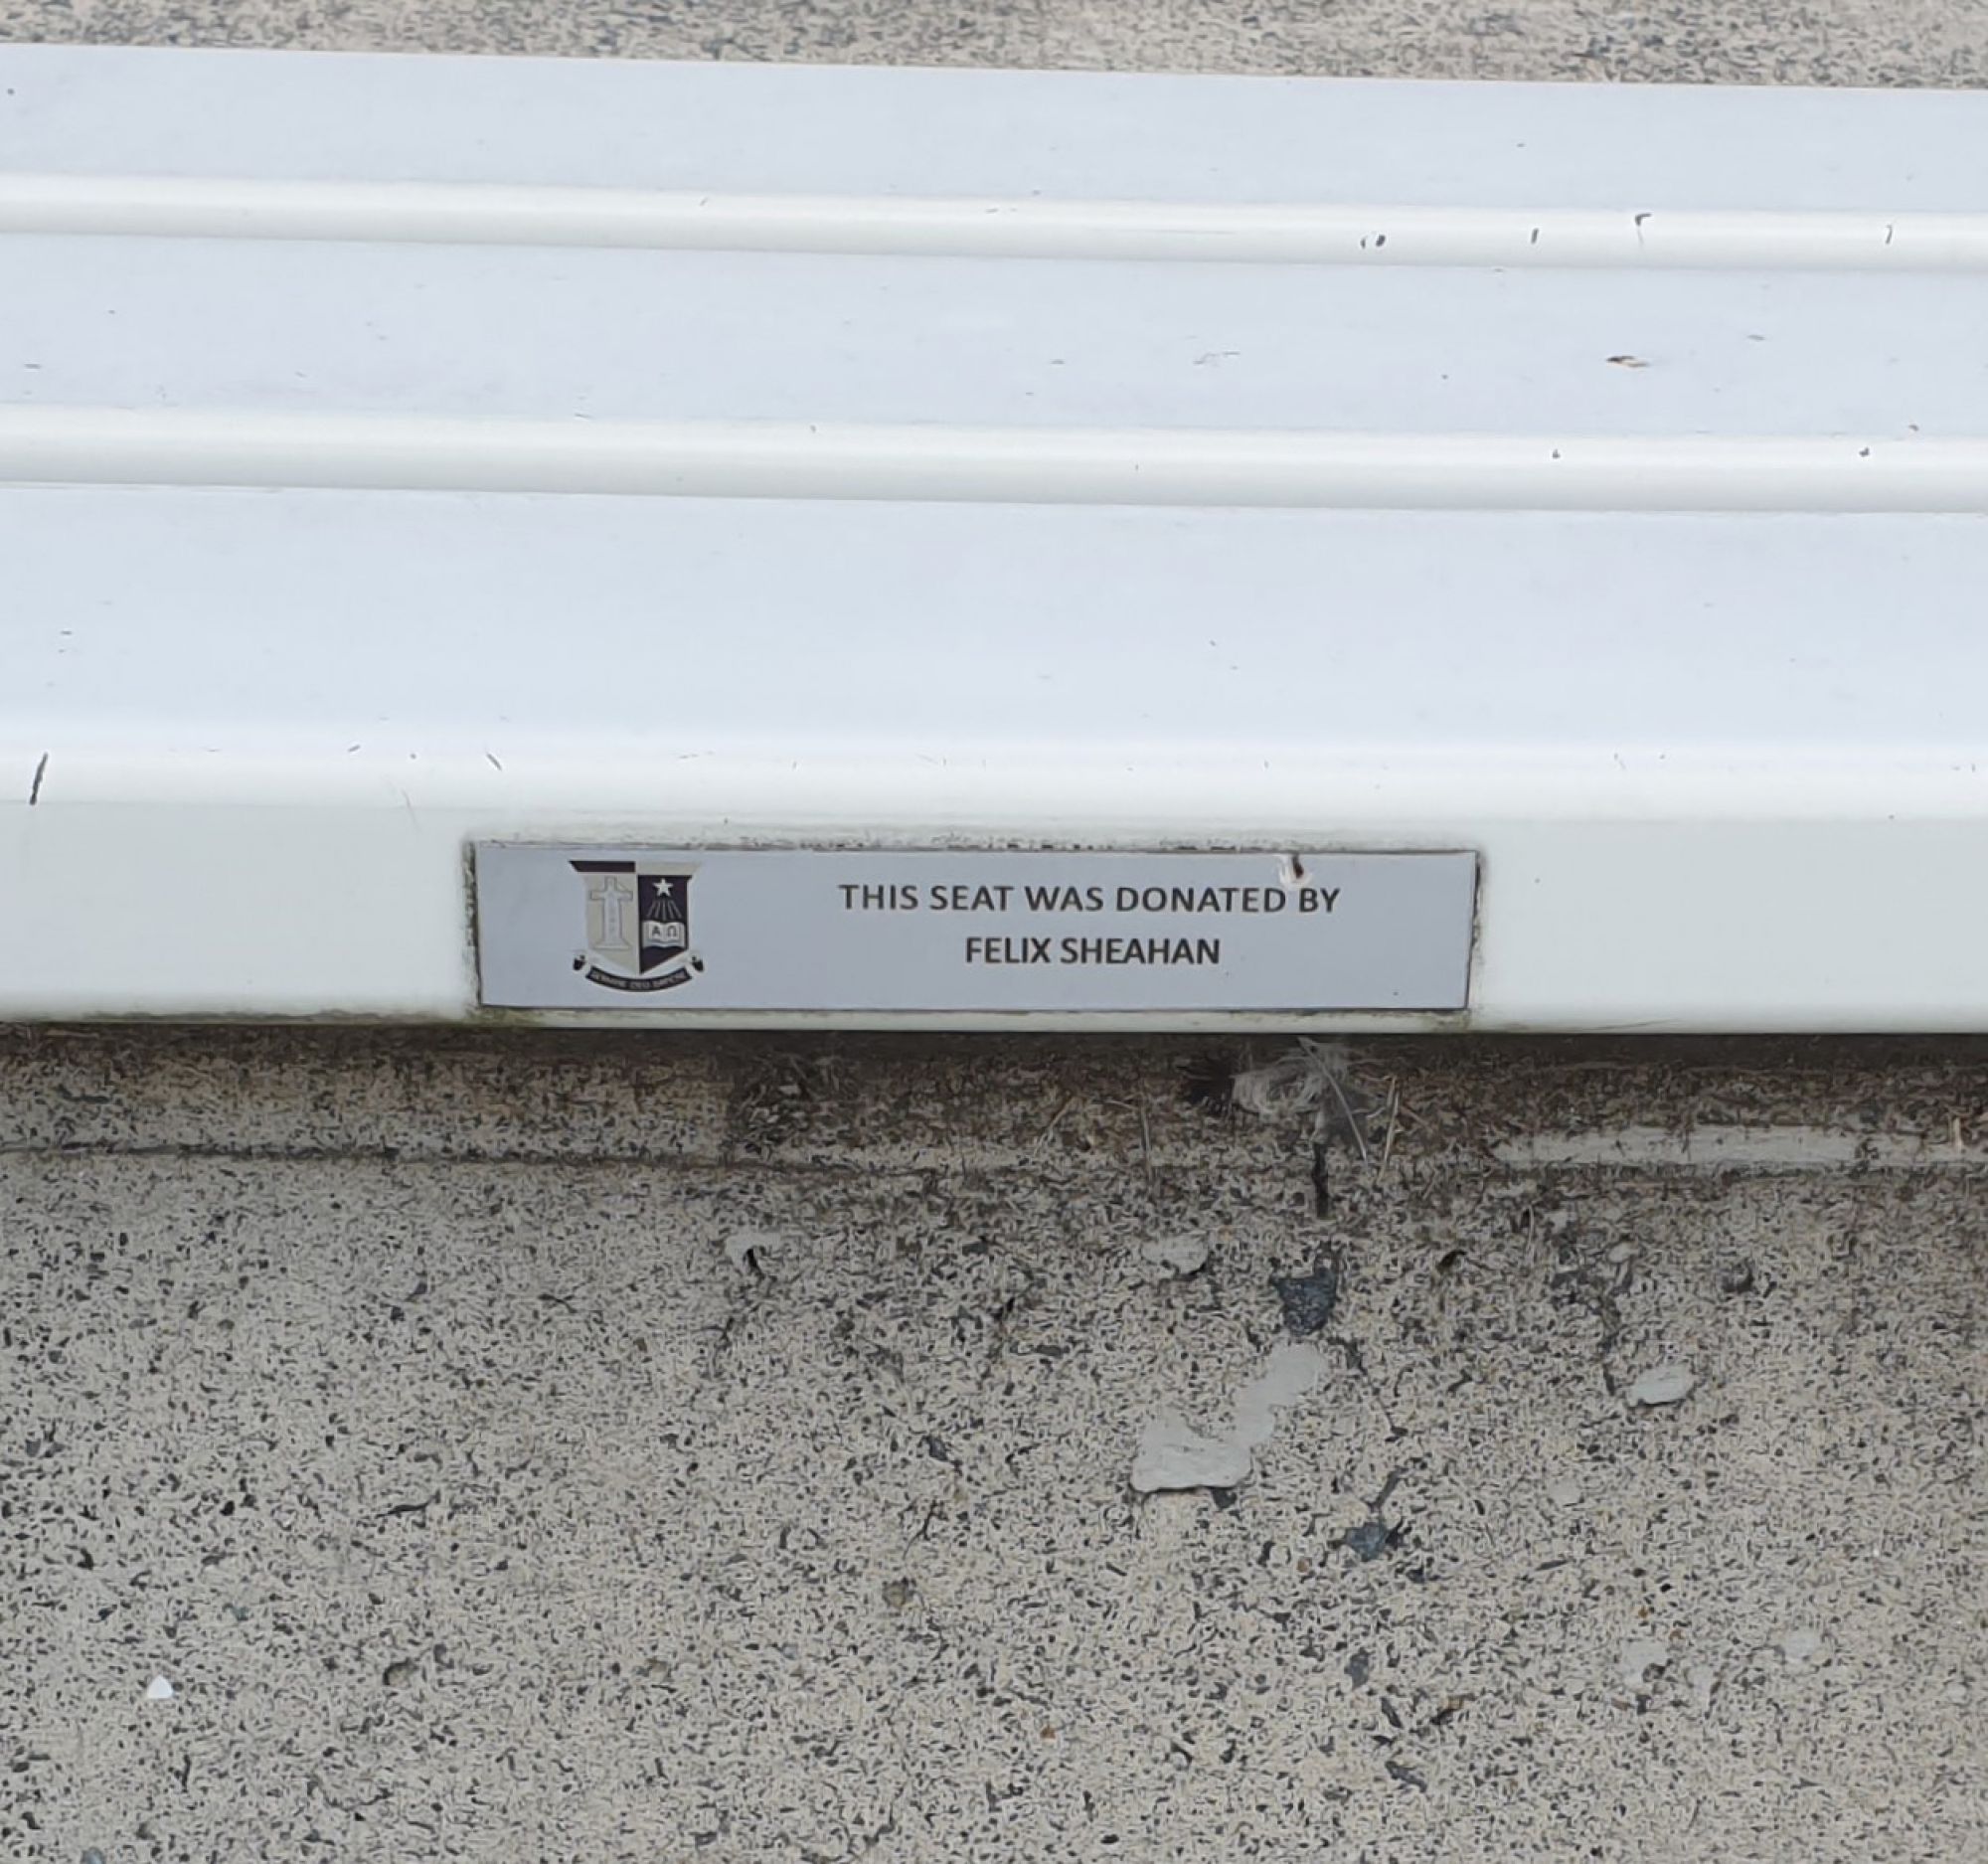 THIS SEAT WAS DONATED BY
FELIX SHEAHAN
Α Ω